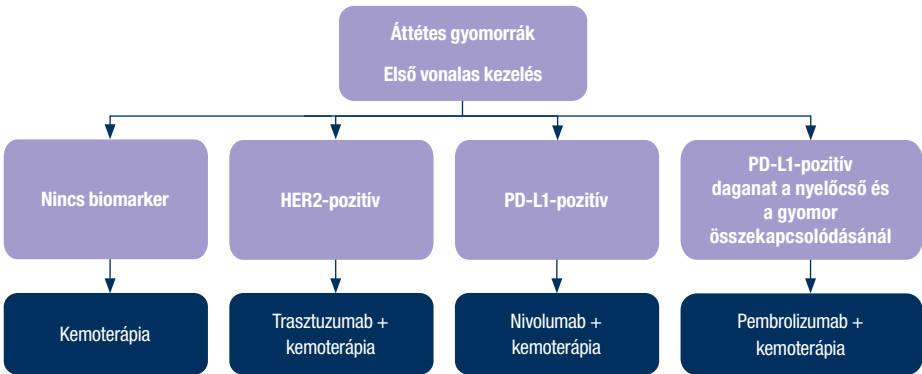 Áttétes gyomorrák
Első vonalas kezelés
Nincs biomarker
HER2-pozitív
PD-L1-pozitív
PD-L1-pozitív
daganat a nyelőcső és
a gyomor
összekapcsolódásánál
Kemoterápia
Trasztuzumab +
kemoterápia
Nivolumab +
kemoterápia
Pembrolizumab +
kemoterápia